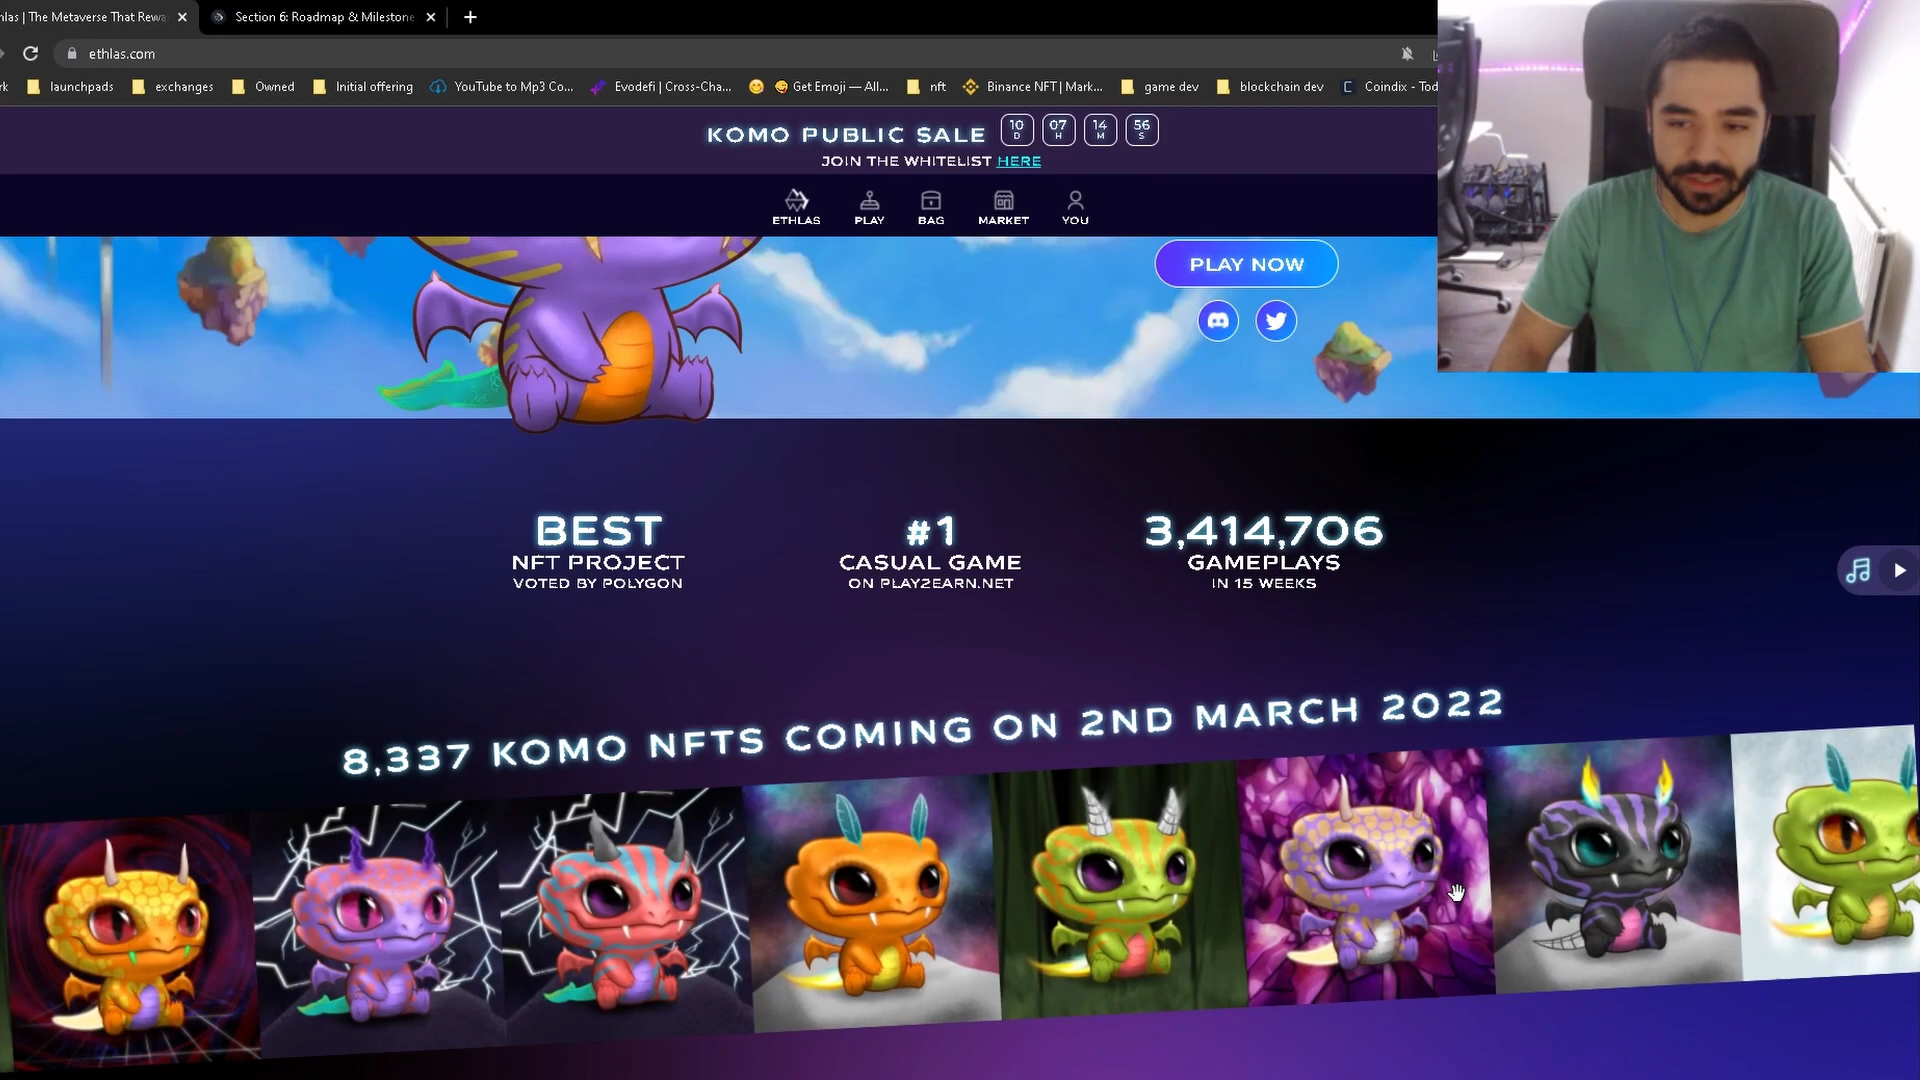 hlas | The Metaverse That Rewa
Section 6: Roadmap & Mileston
ethlas.com
rk
launchpads
exchanges
Owned
Initial offering
YouTube to Mp3 Co...
Evodefi | Cross-Cha...
Get Emoji — All...
nft
Binance NFT | Mark...
game dev
blockchain dev
Coindix - Tod
KOMO PUBLIC SALE 10 D 07 H 14 M 56 S
JOIN THE WHITELIST HERE
ETHLAS
PLAY
BAG
MARKET
YOU
PLAY NOW
BEST
NFT PROJECT
VOTED BY POLYGON
#1
CASUAL GAME
ON PLAY2EARN.NET
3,414,706
GAMEPLAYS
IN 15 WEEKS
8,337 KOMO NFTS COMING ON 2ND MARCH 2022